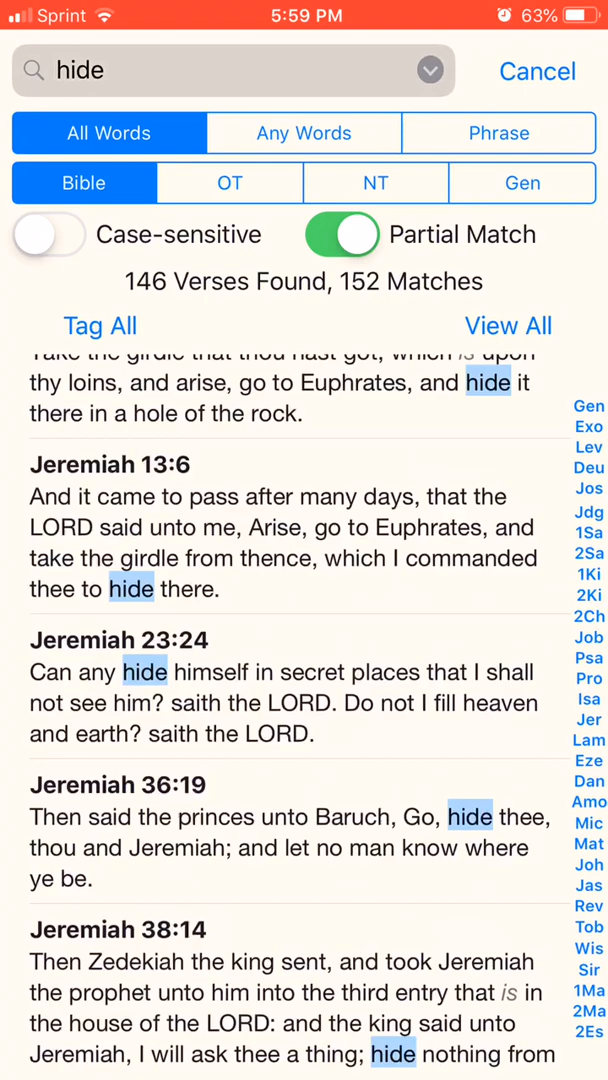 Sprint 5:59 PM 63%
hide Cancel
All Words Any Words Phrase
Bible OT NT Gen
Case-sensitive Partial Match
146 Verses Found, 152 Matches
Tag All View All
Take the girdle that thou hast got, which is upon
thy loins, and arise, go to Euphrates, and hide it
there in a hole of the rock.
Jeremiah 13:6
And it came to pass after many days, that the
LORD said unto me, Arise, go to Euphrates, and
take the girdle from thence, which I commanded
thee to hide there.
Jeremiah 23:24
Can any hide himself in secret places that I shall
not see him? saith the LORD. Do not I fill heaven
and earth? saith the LORD.
Jeremiah 36:19
Then said the princes unto Baruch, Go, hide thee,
thou and Jeremiah; and let no man know where
ye be.
Jeremiah 38:14
Then Zedekiah the king sent, and took Jeremiah
the prophet unto him into the third entry that is in
the house of the LORD: and the king said unto
Jeremiah, I will ask thee a thing; hide nothing from
Gen
Exo
Lev
Deu
Jos
Jdg
1Sa
2Sa
1Ki
2Ki
2Ch
Job
Psa
Pro
Isa
Jer
Lam
Eze
Dan
Amo
Mic
Mat
Joh
Jas
Rev
Tob
Wis
Sir
1Ma
2Ma
2Es